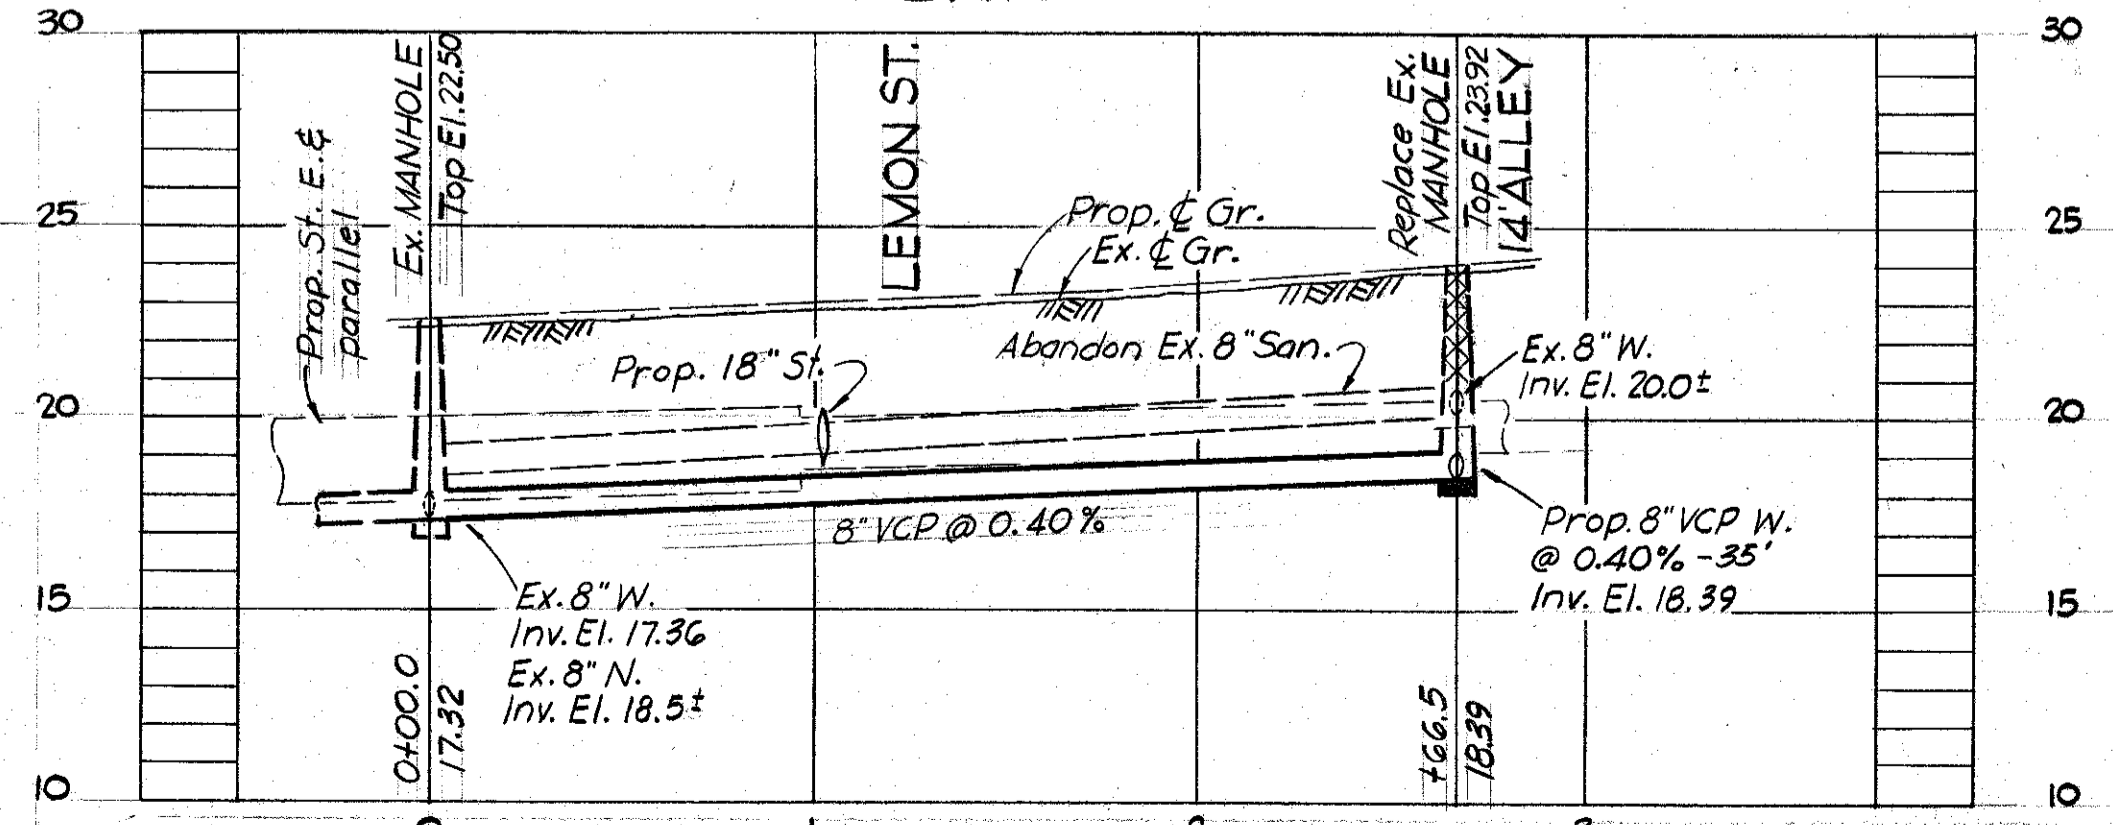 30
30
25
25
20
20
15
15
10
10
Prop. St. E. &
parallel
Ex. MANHOLE
Top El. 22.50
LEMON ST.
Replace Ex.
MANHOLE
Top El. 23.92
14' ALLEY
Prop. ℄ Gr.
Ex. ℄ Gr.
Prop. 18" St.
Abandon Ex. 8" San.
Ex. 8" W.
Inv. El. 20.0±
8" VCP @ 0.40%
Prop. 8" VCP W.
@ 0.40% - 35'
Inv. El. 18.39
Ex. 8" W.
Inv. El. 17.36
Ex. 8" N.
Inv. El. 18.5±
0+00.0
17.32
+66.5
18.39